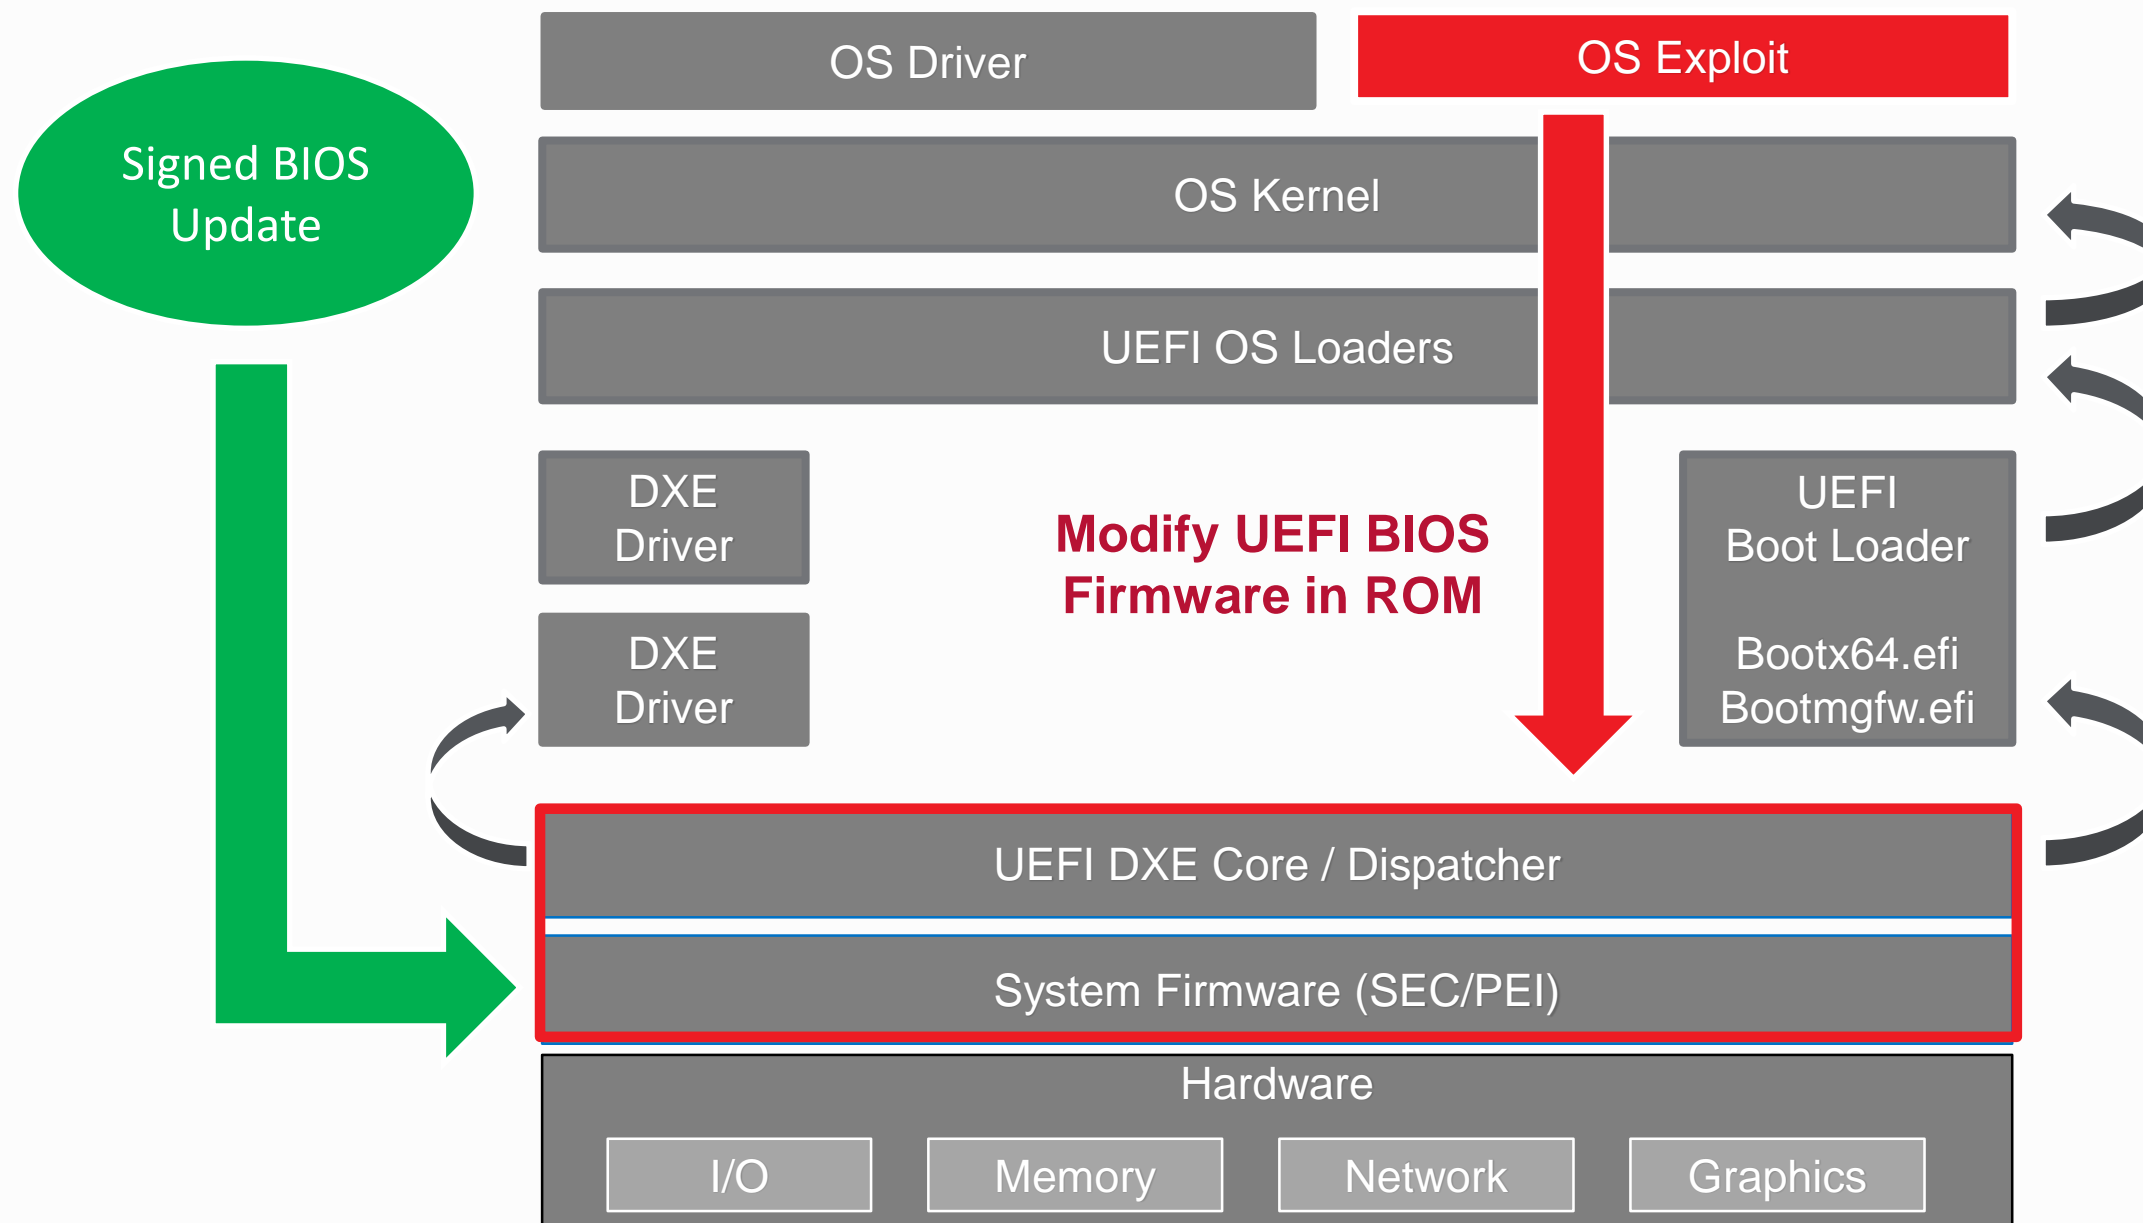 OS Driver
OS Exploit
Signed BIOS
Update
OS Kernel
UEFI OS Loaders
DXE
Driver
Modify UEFI BIOS
Firmware in ROM
UEFI
Boot Loader
DXE
Driver
Bootx64.efi
Bootmgfw.efi
UEFI DXE Core / Dispatcher
System Firmware (SEC/PEI)
Hardware
I/O
Memory
Network
Graphics